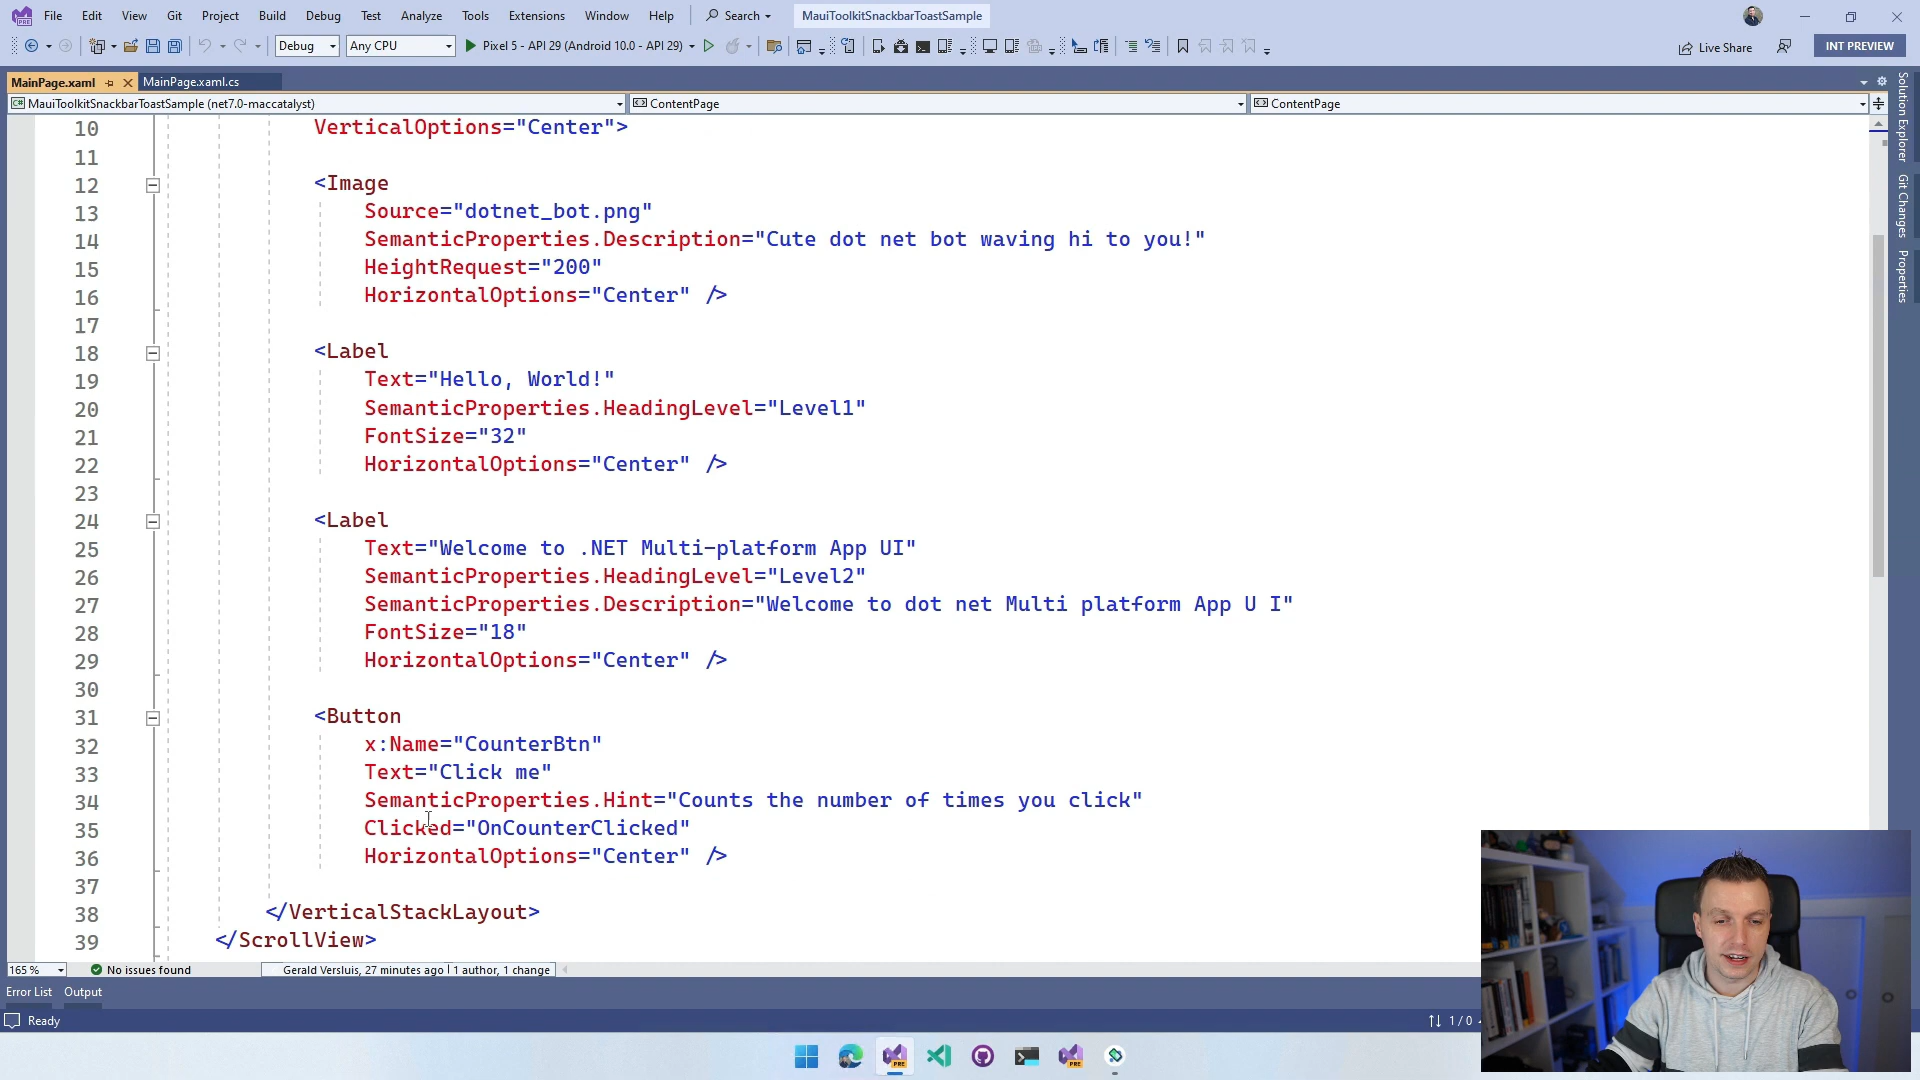 File Edit View Git Project Build Debug Test Analyze Tools Extensions Window Help Search MauiToolkitSnackbarToastSample
Debug Any CPU Pixel 5 - API 29 (Android 10.0 - API 29) Live Share INT PREVIEW
MainPage.xaml MainPage.xaml.cs
MauiToolkitSnackbarToastSample (net7.0-maccatalyst) ContentPage ContentPage
10 VerticalOptions="Center">
11
12 <Image
13 Source="dotnet_bot.png"
14 SemanticProperties.Description="Cute dot net bot waving hi to you!"
15 HeightRequest="200"
16 HorizontalOptions="Center" />
17
18 <Label
19 Text="Hello, World!"
20 SemanticProperties.HeadingLevel="Level1"
21 FontSize="32"
22 HorizontalOptions="Center" />
23
24 <Label
25 Text="Welcome to .NET Multi-platform App UI"
26 SemanticProperties.HeadingLevel="Level2"
27 SemanticProperties.Description="Welcome to dot net Multi platform App U I"
28 FontSize="18"
29 HorizontalOptions="Center" />
30
31 <Button
32 x:Name="CounterBtn"
33 Text="Click me"
34 SemanticProperties.Hint="Counts the number of times you click"
35 Clicked="OnCounterClicked"
36 HorizontalOptions="Center" />
37
38 </VerticalStackLayout>
39 </ScrollView>
Solution Explorer
Git Changes
Properties
165 % No issues found Gerald Versluis, 27 minutes ago | 1 author, 1 change
Error List Output
Ready 1 / 0
PRE PRE